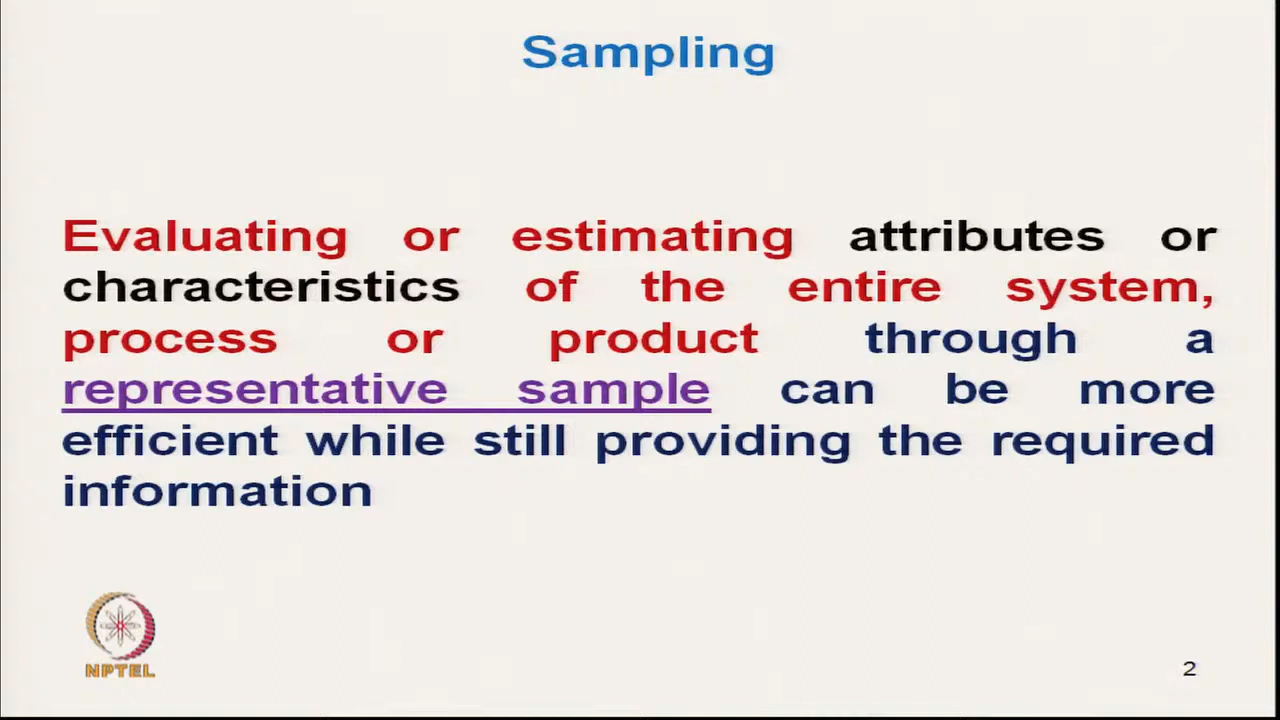 Sampling
Evaluating or estimating attributes or
characteristics of the entire system,
process or product through a
representative sample can be more
efficient while still providing the required
information
NPTEL
2